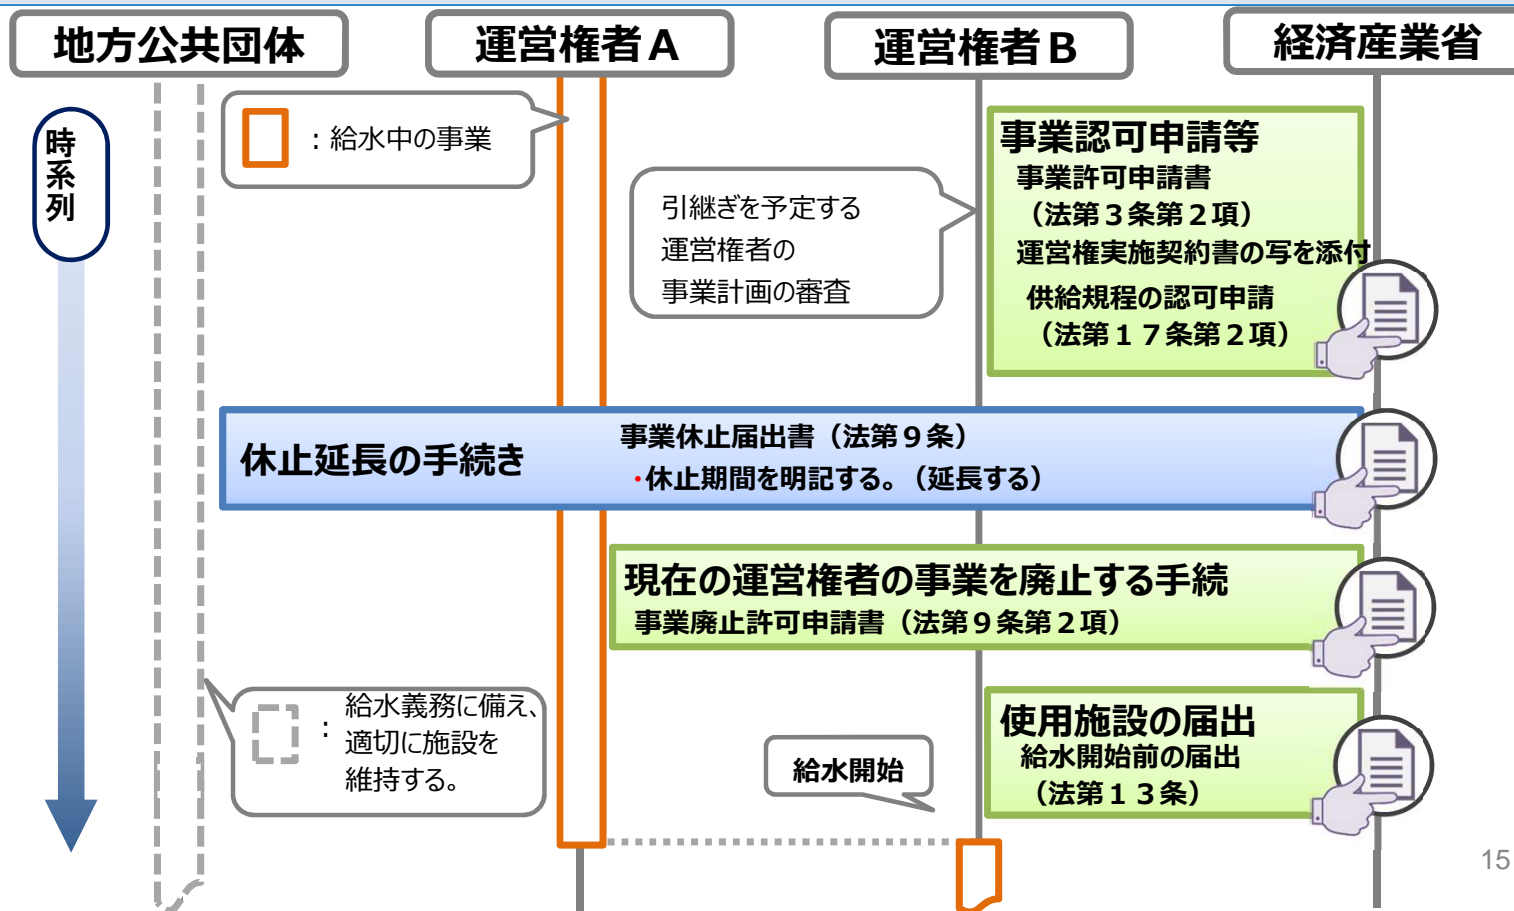 地方公共団体
運営権者A
運営権者B
経済産業省
時系列
：給水中の事業
引継ぎを予定する
運営権者の
事業計画の審査
事業認可申請等
事業許可申請書
（法第３条第２項）
運営権実施契約書の写を添付
供給規程の認可申請
（法第１７条第２項）
休止延長の手続き
事業休止届出書（法第９条）
・休止期間を明記する。（延長する）
現在の運営権者の事業を廃止する手続
事業廃止許可申請書（法第９条第２項）
：給水義務に備え、
適切に施設を
維持する。
給水開始
使用施設の届出
給水開始前の届出
（法第１３条）
15